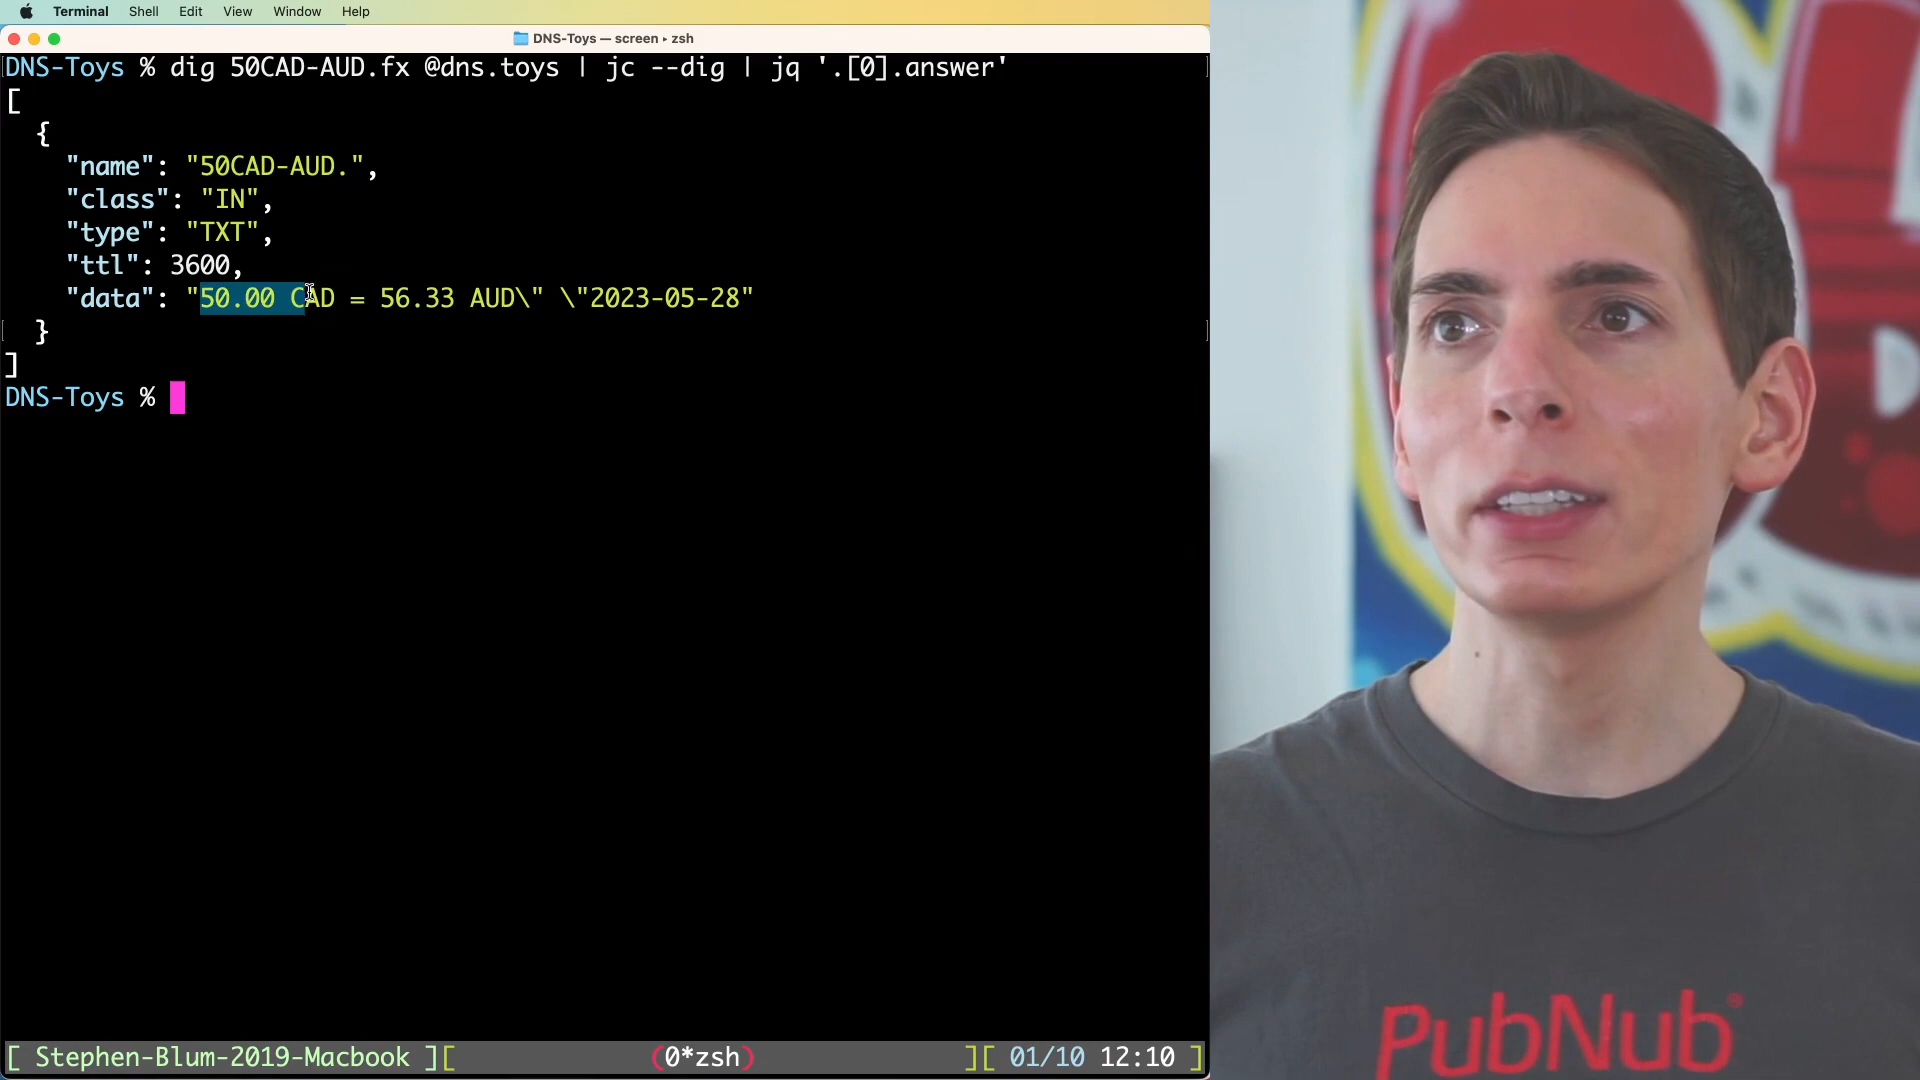 Terminal Shell Edit View Window Help
DNS-Toys — screen ▸ zsh
DNS-Toys % dig 50CAD-AUD.fx @dns.toys | jc --dig | jq '.[0].answer'
[
{
"name": "50CAD-AUD.",
"class": "IN",
"type": "TXT",
"ttl": 3600,
"data": "50.00 CAD = 56.33 AUD\" \"2023-05-28"
}
]
DNS-Toys %
[ Stephen-Blum-2019-Macbook ][ (0*zsh) ][ 01/10 12:10 ]
PubNub®